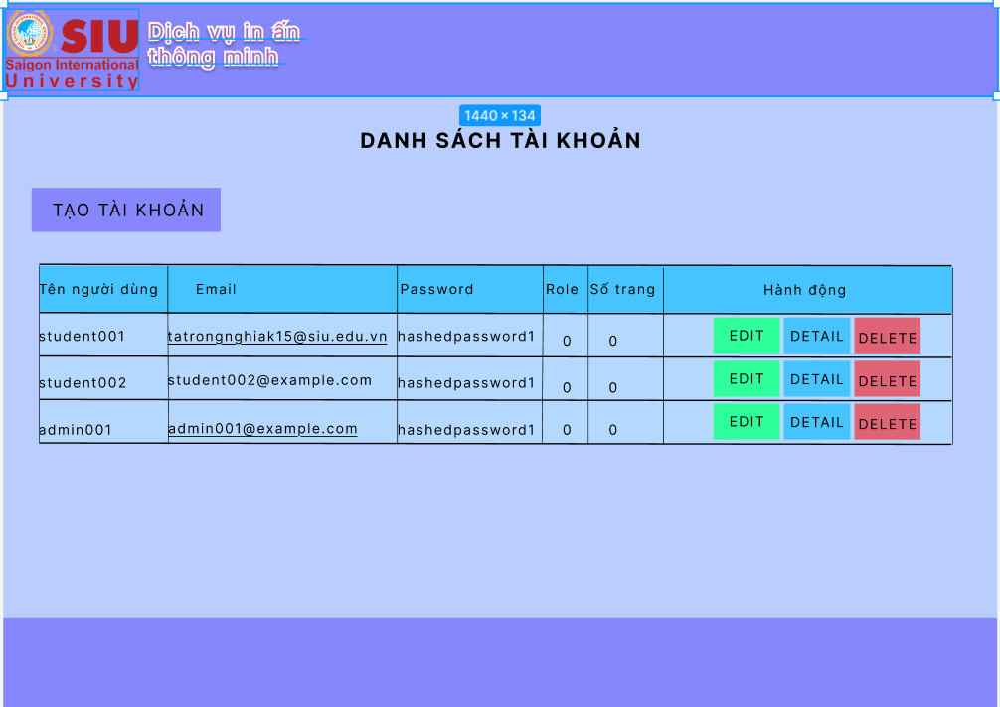 SIU
Saigon International
University
Dịch vụ in ấn
thông minh
1440 × 134
DANH SÁCH TÀI KHOẢN
TẠO TÀI KHOẢN
Tên người dùng Email Password Role Số trang Hành động
student001 tatrongnghiak15@siu.edu.vn hashedpassword1 0 0 EDIT DETAIL DELETE
student002 student002@example.com hashedpassword1 0 0 EDIT DETAIL DELETE
admin001 admin001@example.com hashedpassword1 0 0 EDIT DETAIL DELETE